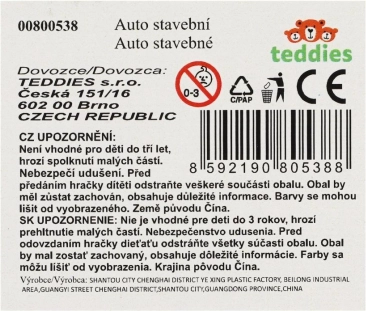 00800538
Auto stavební
Auto stavebné
teddies
Dovozce/Dovozca:
TEDDIES s.r.o.
Česká 151/16
602 00 Brno
CZECH REPUBLIC
0-3
C/PAP
CE
8 592190 805388
CZ UPOZORNĚNÍ:
Není vhodné pro děti do tří let,
hrozí spolknutí malých částí.
Nebezpečí udušení. Před
předáním hračky dítěti odstraňte veškeré součásti obalu. Obal by
měl zůstat zachován, obsahuje důležité informace. Barvy se mohou
lišit od vyobrazeného. Země původu Čína.
SK UPOZORNENIE: Nie je vhodné pre deti do 3 rokov, hrozí
prehltnutie malých častí. Nebezpečenstvo udusenia. Pred
odovzdaním hračky dieťaťu odstráňte všetky súčasti obalu. Obal
by mal zostať zachovaný, obsahuje dôležité informácie. Farby sa
môžu líšiť od vyobrazenia. Krajina pôvodu Čína.
Výrobce/Výrobca: SHANTOU CITY CHENGHAI DISTRICT YE XING PLASTIC FACTORY, BEILONG INDUSTRIAL
AREA,GUANGYI STREET CHENGHAI DISTRICT,SHANTOU CITY,GUANGDONG PROVINCE,CHINA